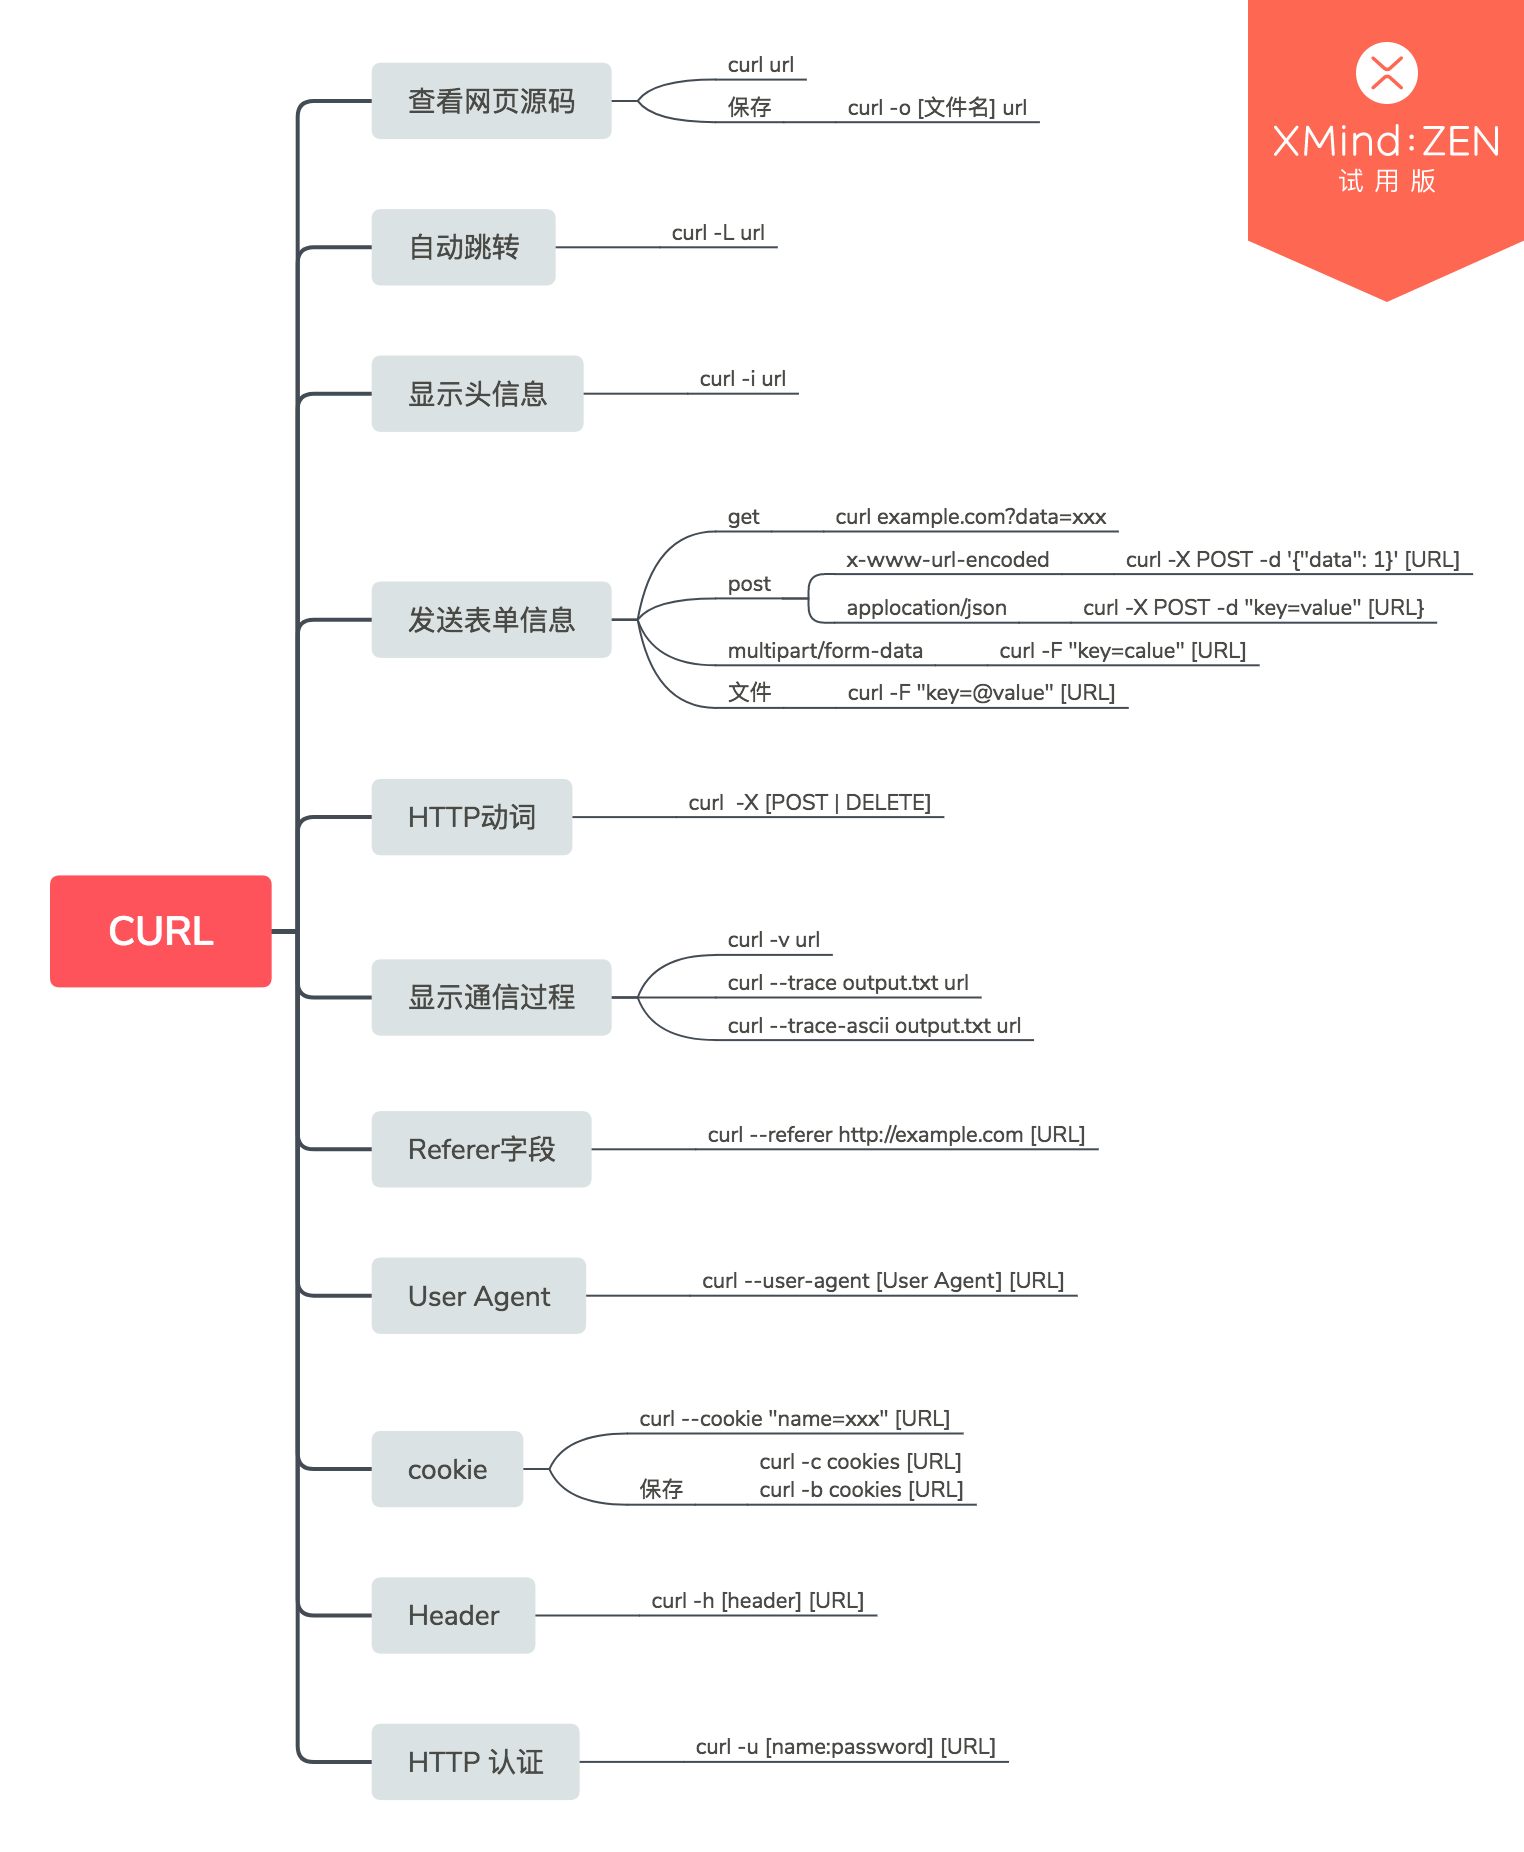 XMind:ZEN
试用版
CURL
查看网页源码
curl url
保存
curl -o [文件名] url
自动跳转
curl -L url
显示头信息
curl -i url
发送表单信息
get
curl example.com?data=xxx
post
x-www-url-encoded
curl -X POST -d '{"data": 1}' [URL]
applocation/json
curl -X POST -d "key=value" [URL}
multipart/form-data
curl -F "key=calue" [URL]
文件
curl -F "key=@value" [URL]
HTTP动词
curl  -X [POST | DELETE]
显示通信过程
curl -v url
curl --trace output.txt url
curl --trace-ascii output.txt url
Referer字段
curl --referer http://example.com [URL]
User Agent
curl --user-agent [User Agent] [URL]
cookie
curl --cookie "name=xxx" [URL]
保存
curl -c cookies [URL]
curl -b cookies [URL]
Header
curl -h [header] [URL]
HTTP 认证
curl -u [name:password] [URL]